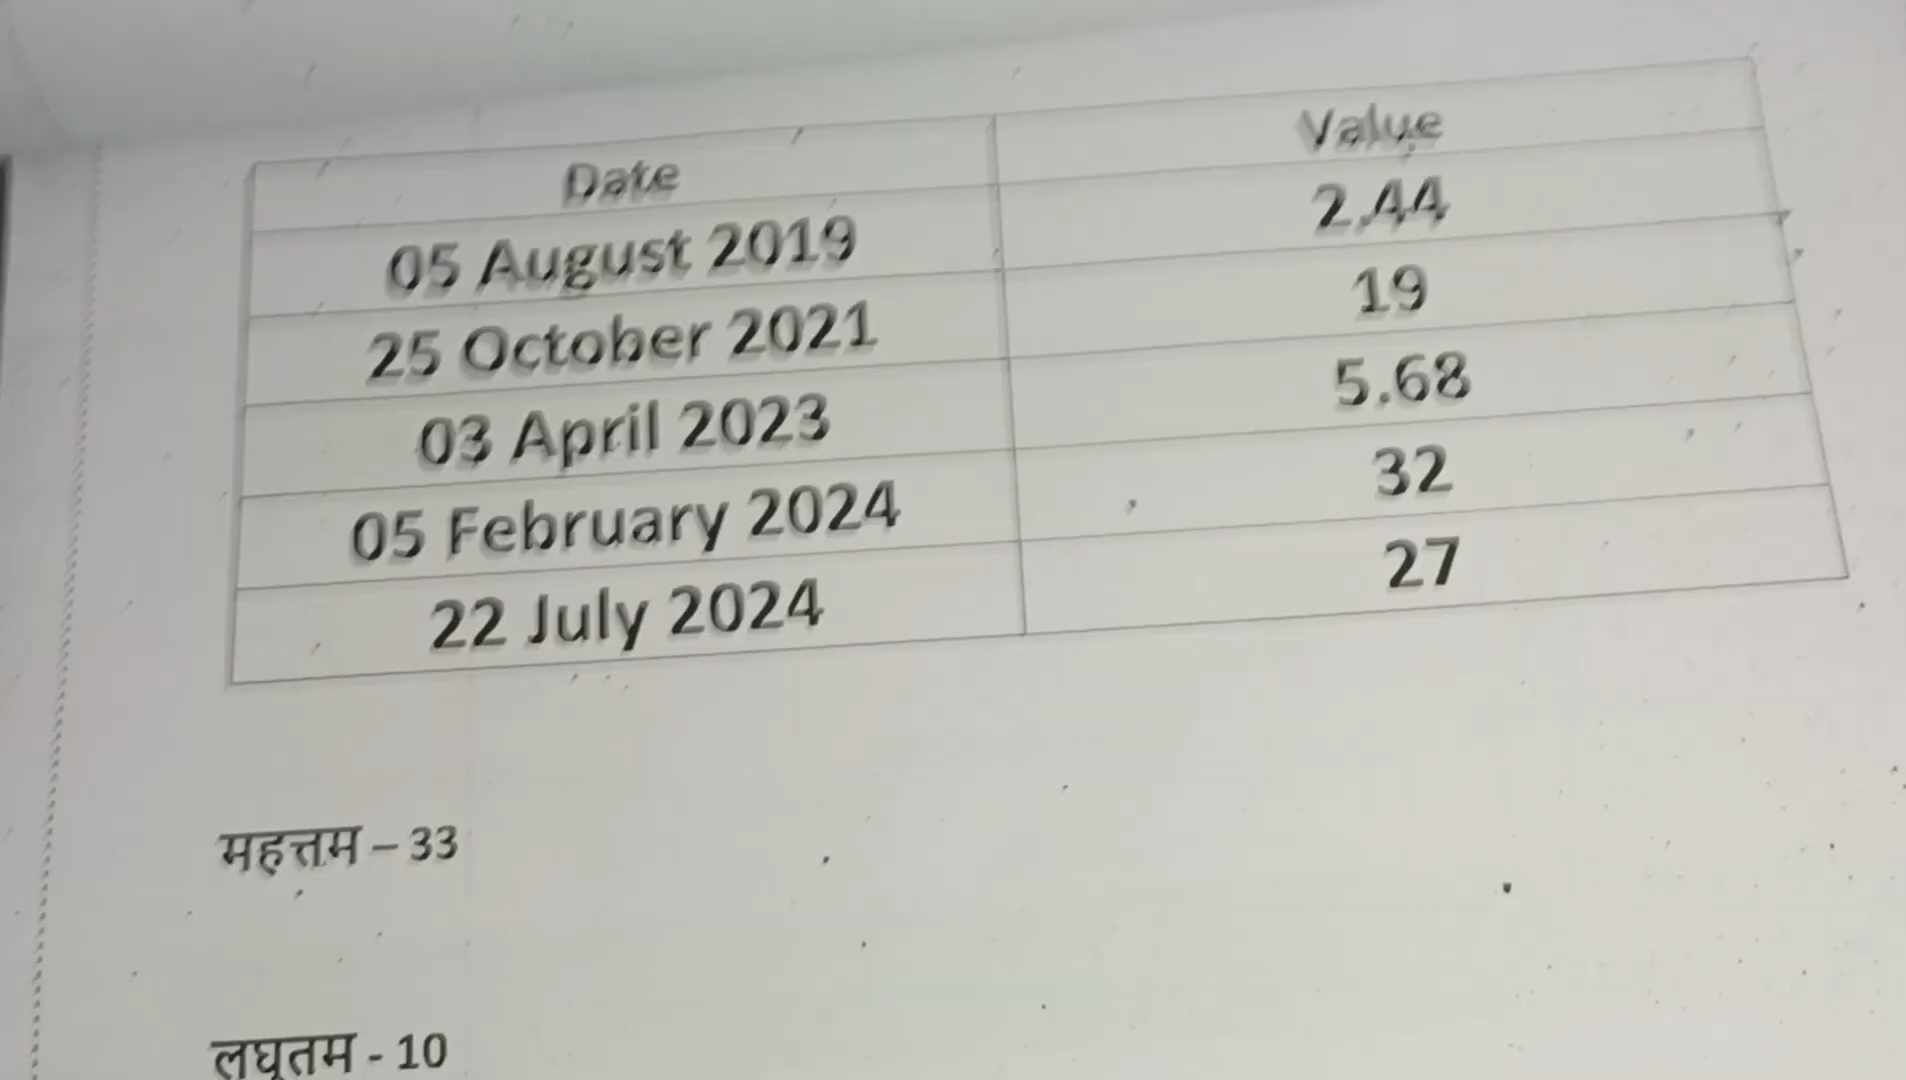 Date Value
05 August 2019 2.44
25 October 2021 19
03 April 2023 5.68
05 February 2024 32
22 July 2024 27
महत्तम – 33
लघुतम - 10